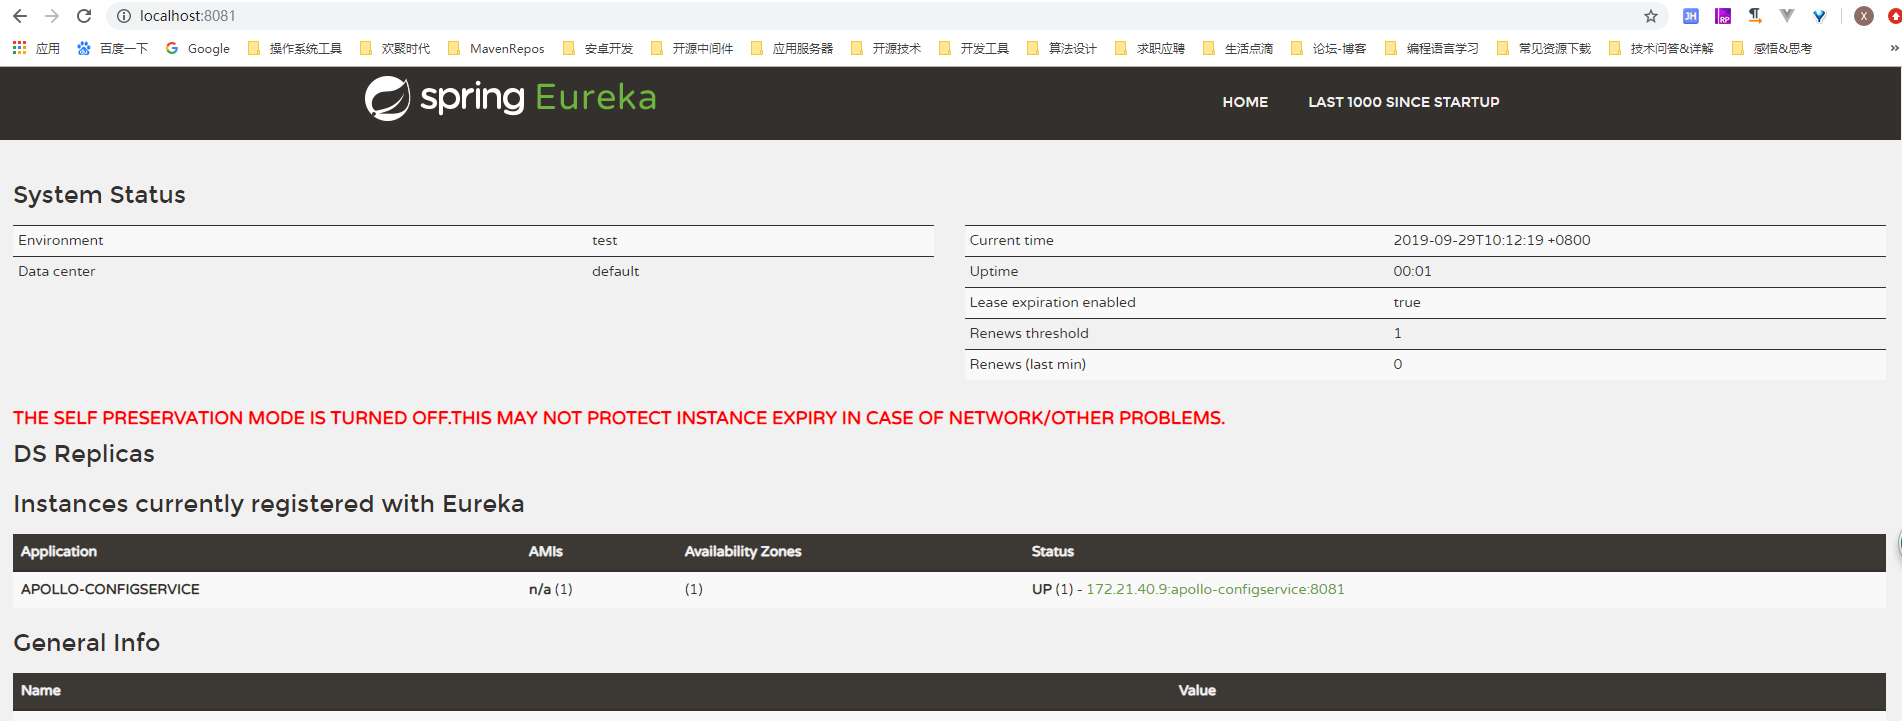 localhost:8081
应用 百度一下 Google 操作系统工具 欢聚时代 MavenRepos 安卓开发 开源中间件 应用服务器 开源技术 开发工具 算法设计 求职应聘 生活点滴 论坛-博客 编程语言学习 常见资源下载 技术问答&详解 感悟&思考 »
spring Eureka HOME LAST 1000 SINCE STARTUP
System Status
Environment test Current time 2019-09-29T10:12:19 +0800
Data center default Uptime 00:01
Lease expiration enabled true
Renews threshold 1
Renews (last min) 0
THE SELF PRESERVATION MODE IS TURNED OFF.THIS MAY NOT PROTECT INSTANCE EXPIRY IN CASE OF NETWORK/OTHER PROBLEMS.
DS Replicas
Instances currently registered with Eureka
Application AMIs Availability Zones Status
APOLLO-CONFIGSERVICE n/a (1) (1) UP (1) - 172.21.40.9:apollo-configservice:8081
General Info
Name Value